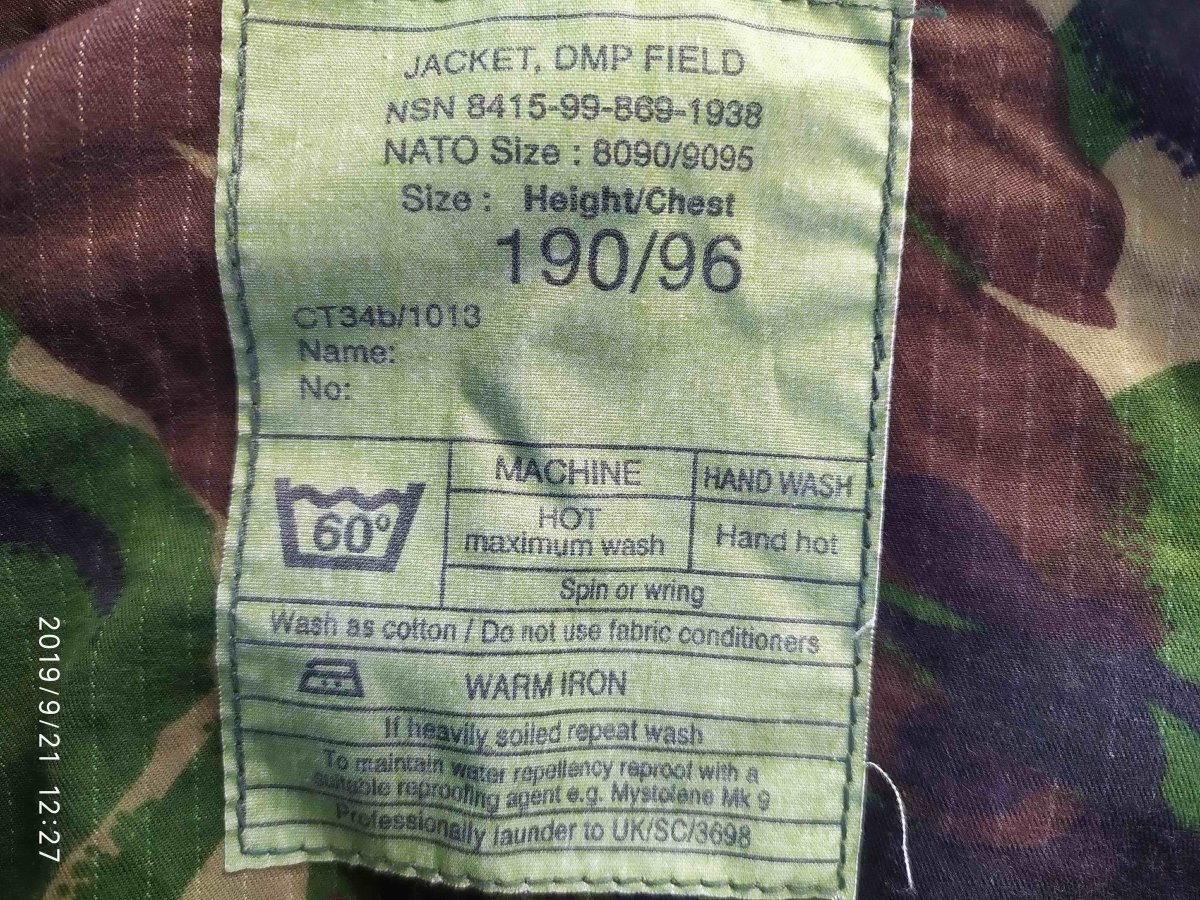 JACKET, DMP FIELD
NSN 8415-99-869-1938
NATO Size : 8090/9095
Size : Height/Chest
190/96
CT34b/1013
Name:
No:
60°
MACHINE
HAND WASH
HOT
maximum wash
Hand hot
Spin or wring
Wash as cotton / Do not use fabric conditioners
WARM IRON
If heavily soiled repeat wash
To maintain water repellency reproof with a
suitable reproofing agent e.g. Mystolene Mk 9
Professionally launder to UK/SC/3698
2019/9/21 12:27